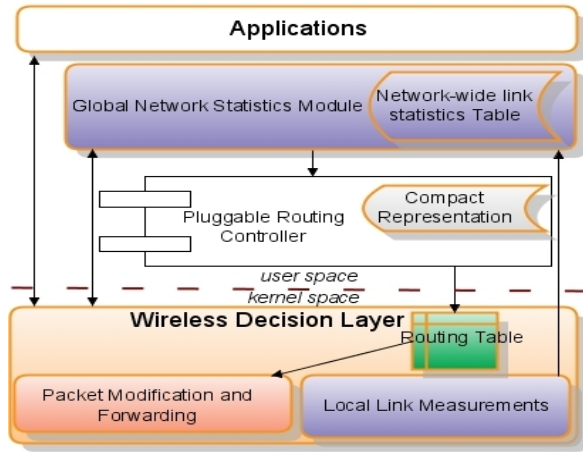 Applications
Global Network Statistics Module
Network-wide link
statistics Table
Pluggable Routing
Controller
Compact
Representation
user space
kernel space
Wireless Decision Layer
Routing Table
Packet Modification and
Forwarding
Local Link Measurements